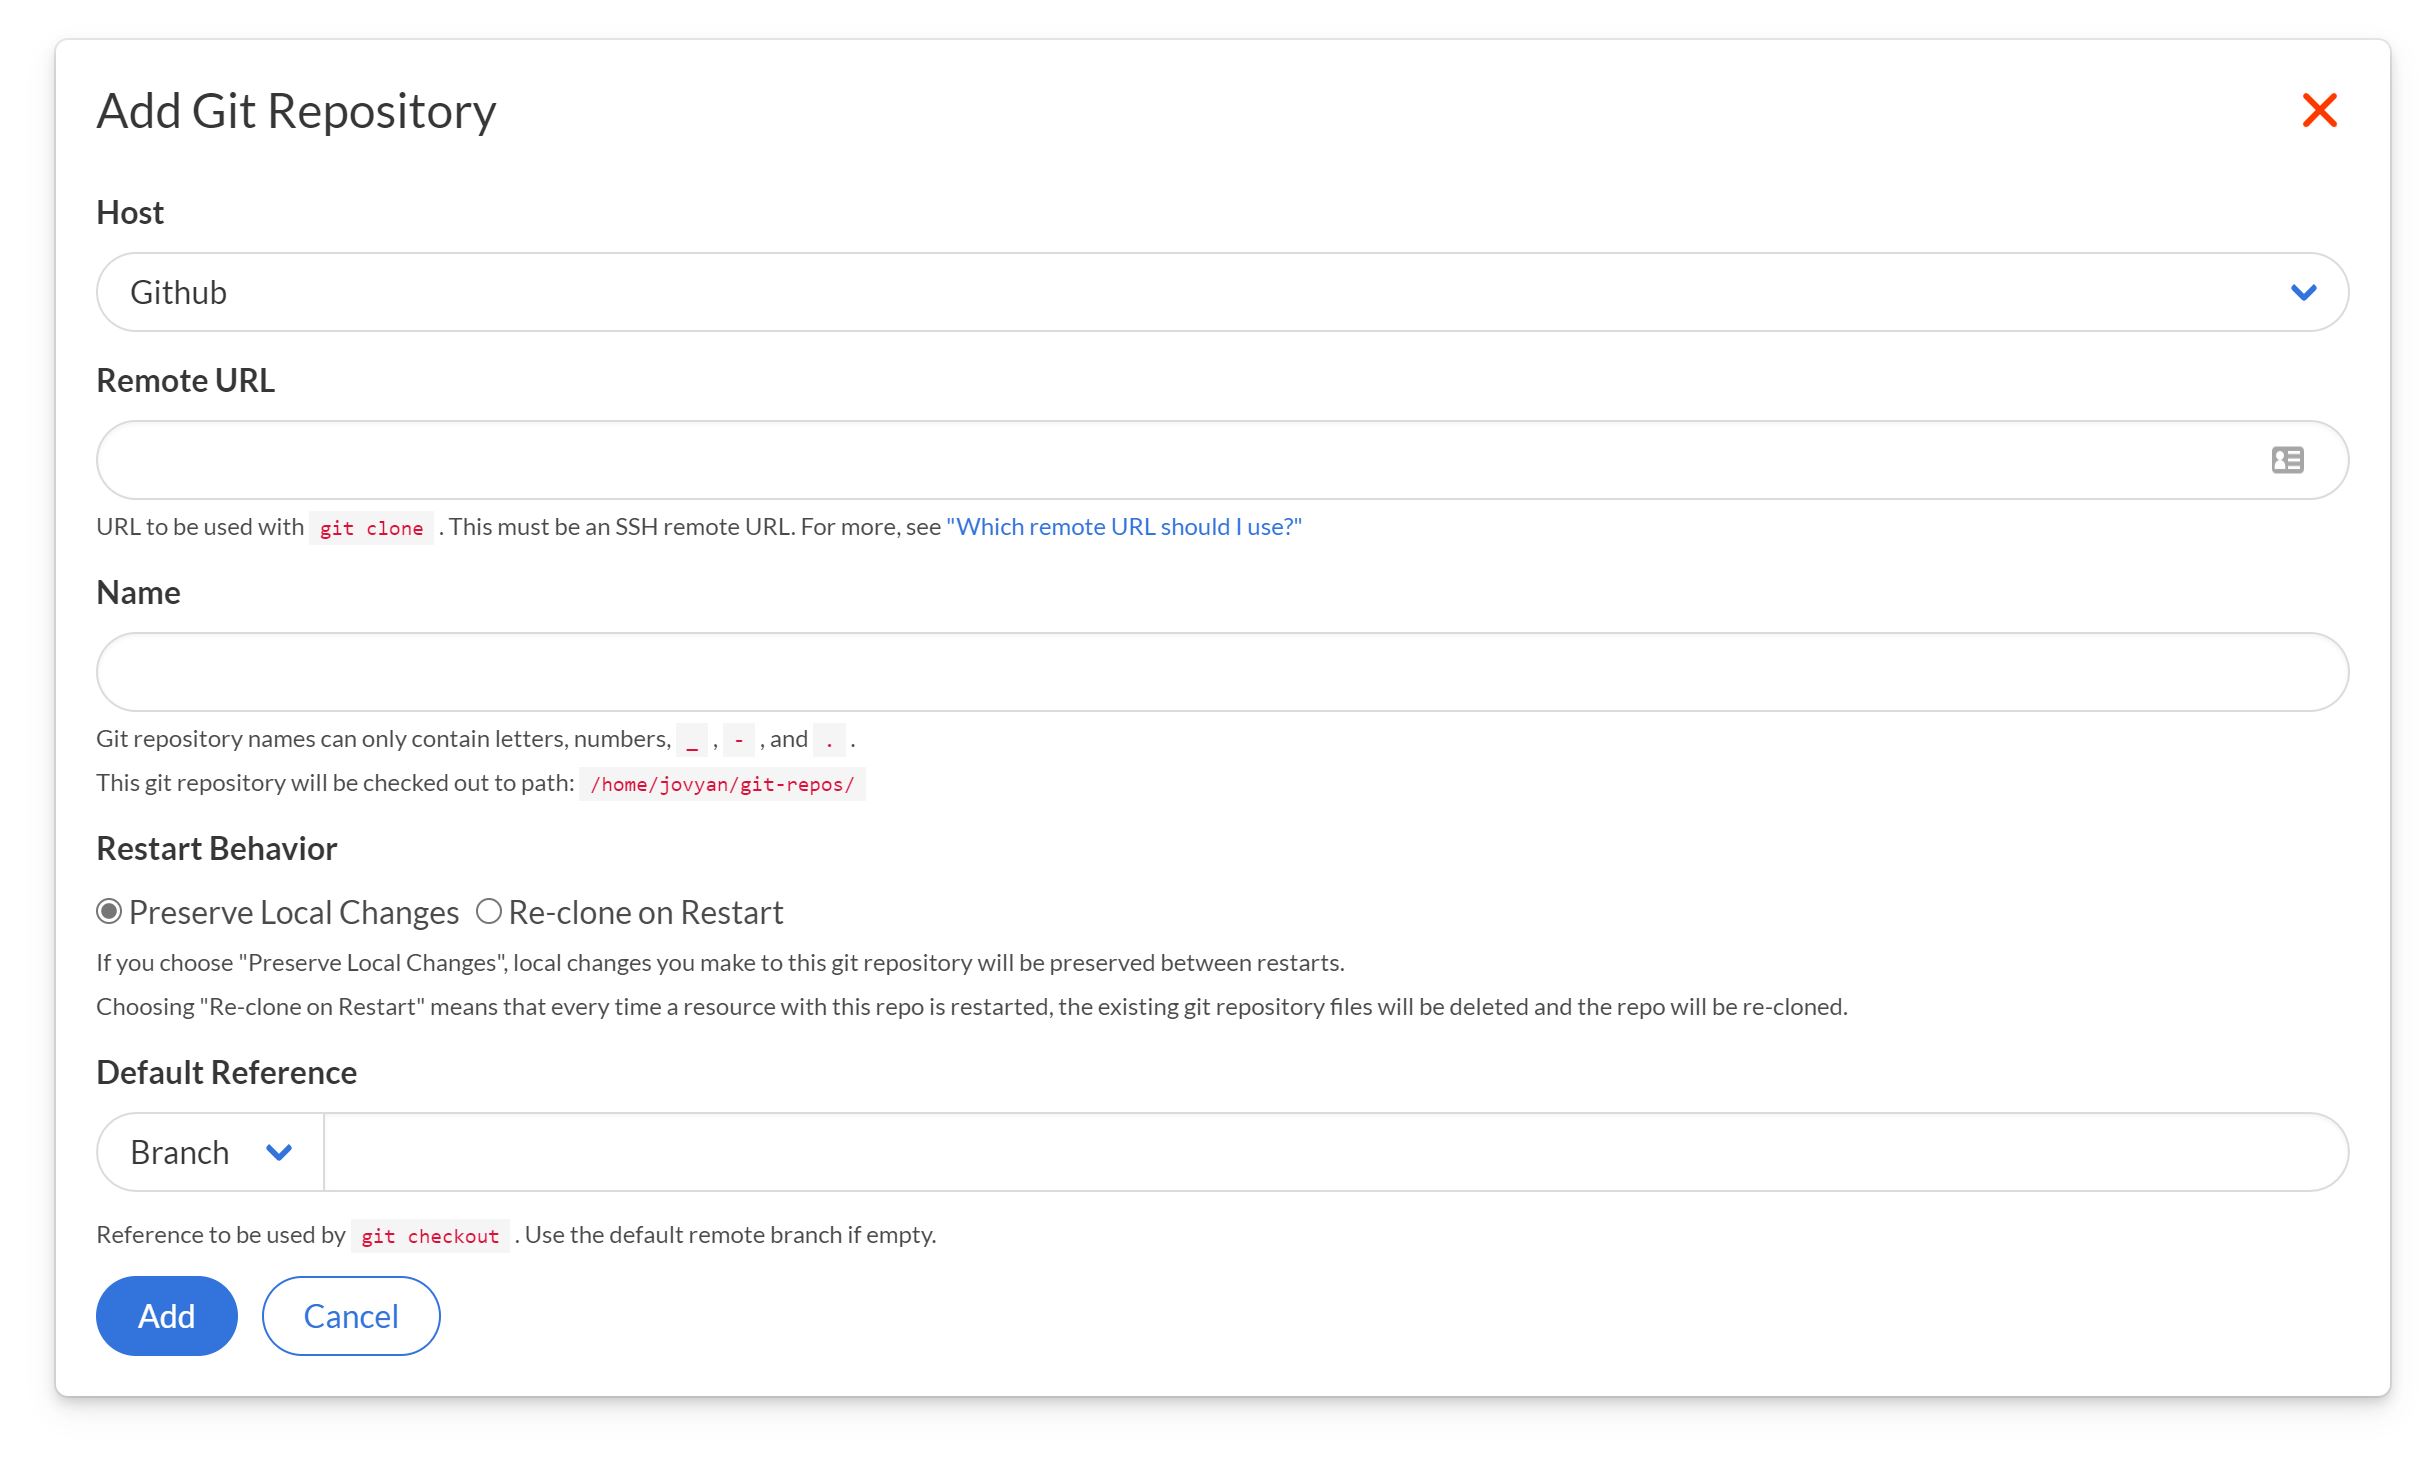 Add Git Repository
Host
Github
Remote URL
URL to be used with git clone . This must be an SSH remote URL. For more, see "Which remote URL should I use?"
Name
Git repository names can only contain letters, numbers, _ , - , and . .
This git repository will be checked out to path: /home/jovyan/git-repos/
Restart Behavior
Preserve Local Changes Re-clone on Restart
If you choose "Preserve Local Changes", local changes you make to this git repository will be preserved between restarts.
Choosing "Re-clone on Restart" means that every time a resource with this repo is restarted, the existing git repository files will be deleted and the repo will be re-cloned.
Default Reference
Branch
Reference to be used by git checkout . Use the default remote branch if empty.
Add Cancel